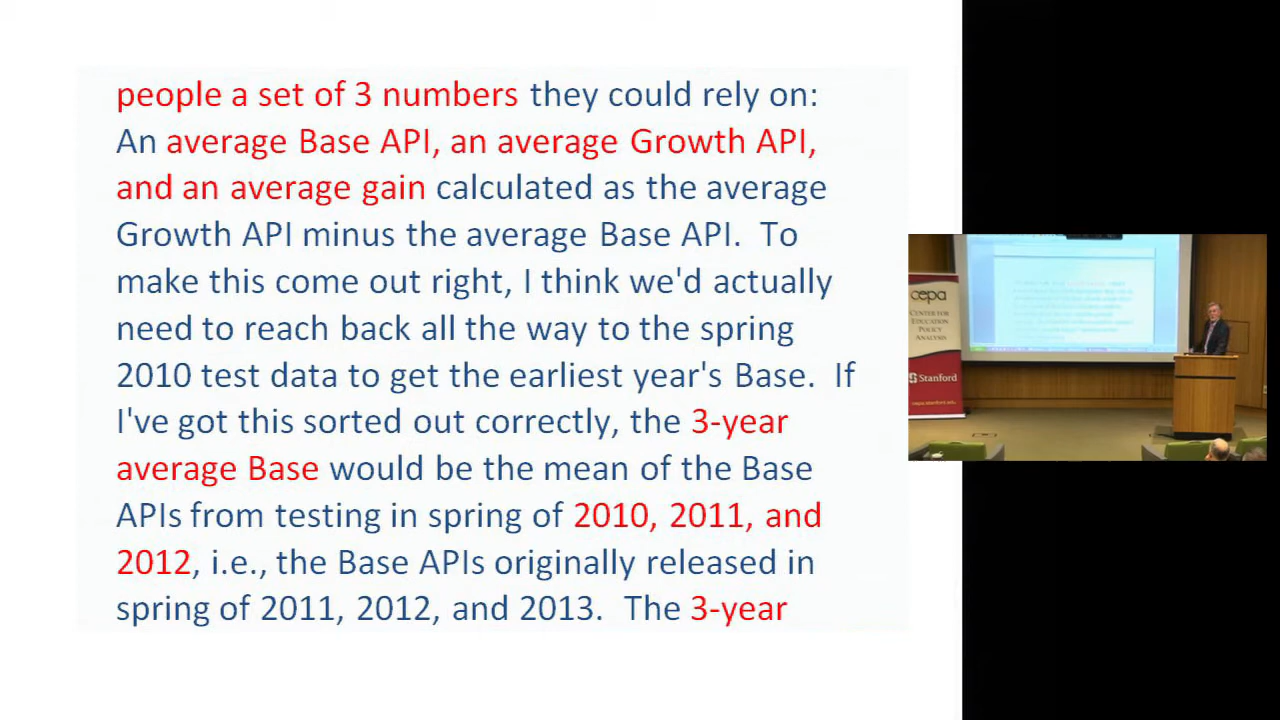 people a set of 3 numbers they could rely on:
An average Base API, an average Growth API,
and an average gain calculated as the average
Growth API minus the average Base API.  To
make this come out right, I think we'd actually
need to reach back all the way to the spring
2010 test data to get the earliest year's Base.  If
I've got this sorted out correctly, the 3-year
average Base would be the mean of the Base
APIs from testing in spring of 2010, 2011, and
2012, i.e., the Base APIs originally released in
spring of 2011, 2012, and 2013.  The 3-year
cepa
CENTER FOR
EDUCATION
POLICY
ANALYSIS
Stanford